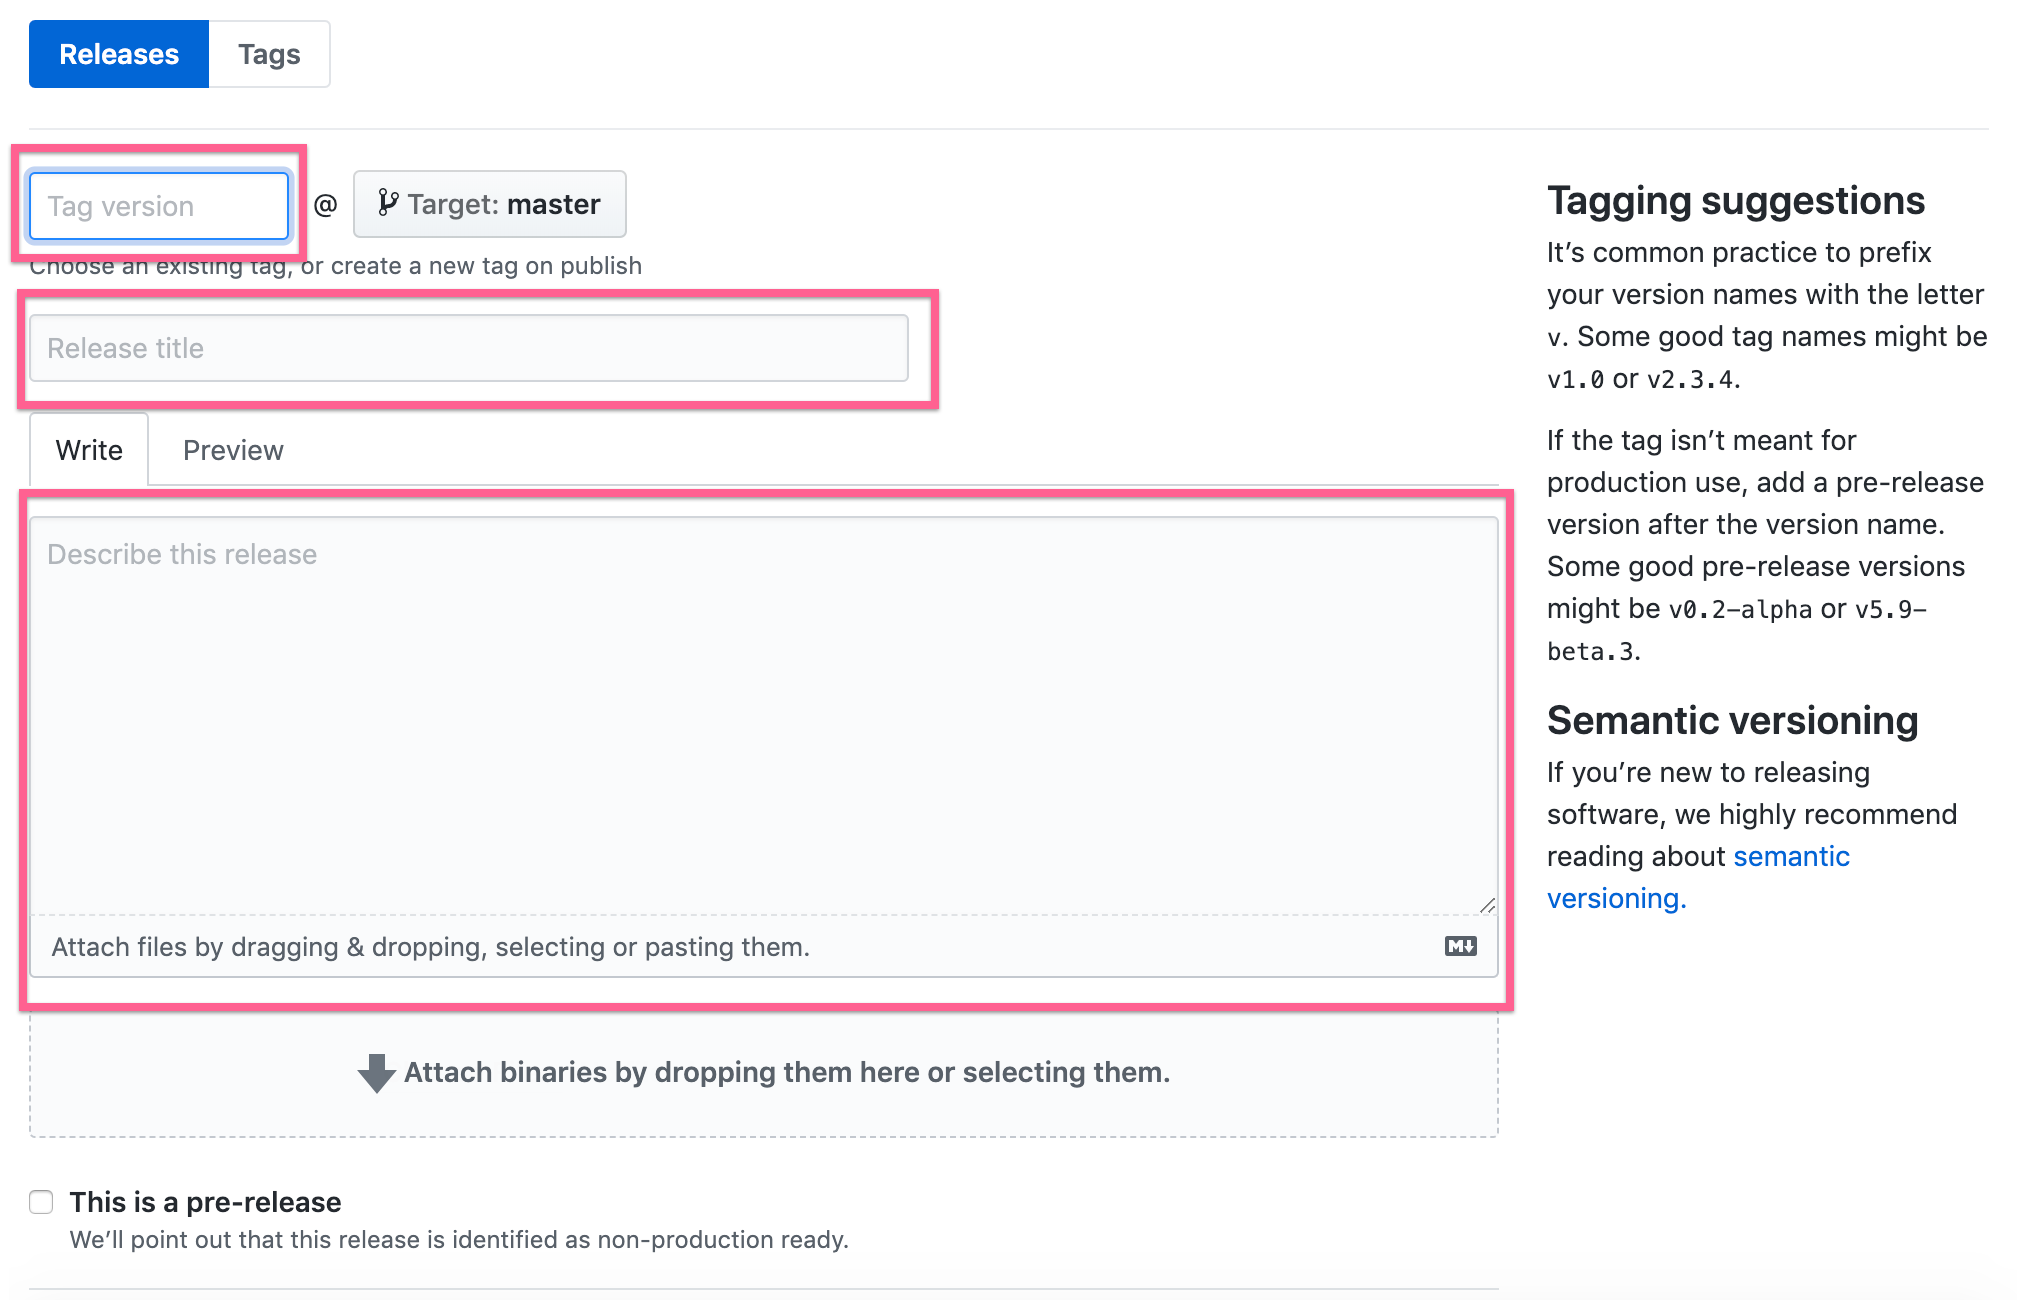 Releases Tags
Tag version @ Target: master
Choose an existing tag, or create a new tag on publish
Release title
Write Preview
Describe this release
Attach files by dragging & dropping, selecting or pasting them. M↓
Attach binaries by dropping them here or selecting them.
This is a pre-release
We’ll point out that this release is identified as non-production ready.
Tagging suggestions
It’s common practice to prefix
your version names with the letter
v. Some good tag names might be
v1.0 or v2.3.4.
If the tag isn’t meant for
production use, add a pre-release
version after the version name.
Some good pre-release versions
might be v0.2-alpha or v5.9-
beta.3.
Semantic versioning
If you’re new to releasing
software, we highly recommend
reading about semantic
versioning.